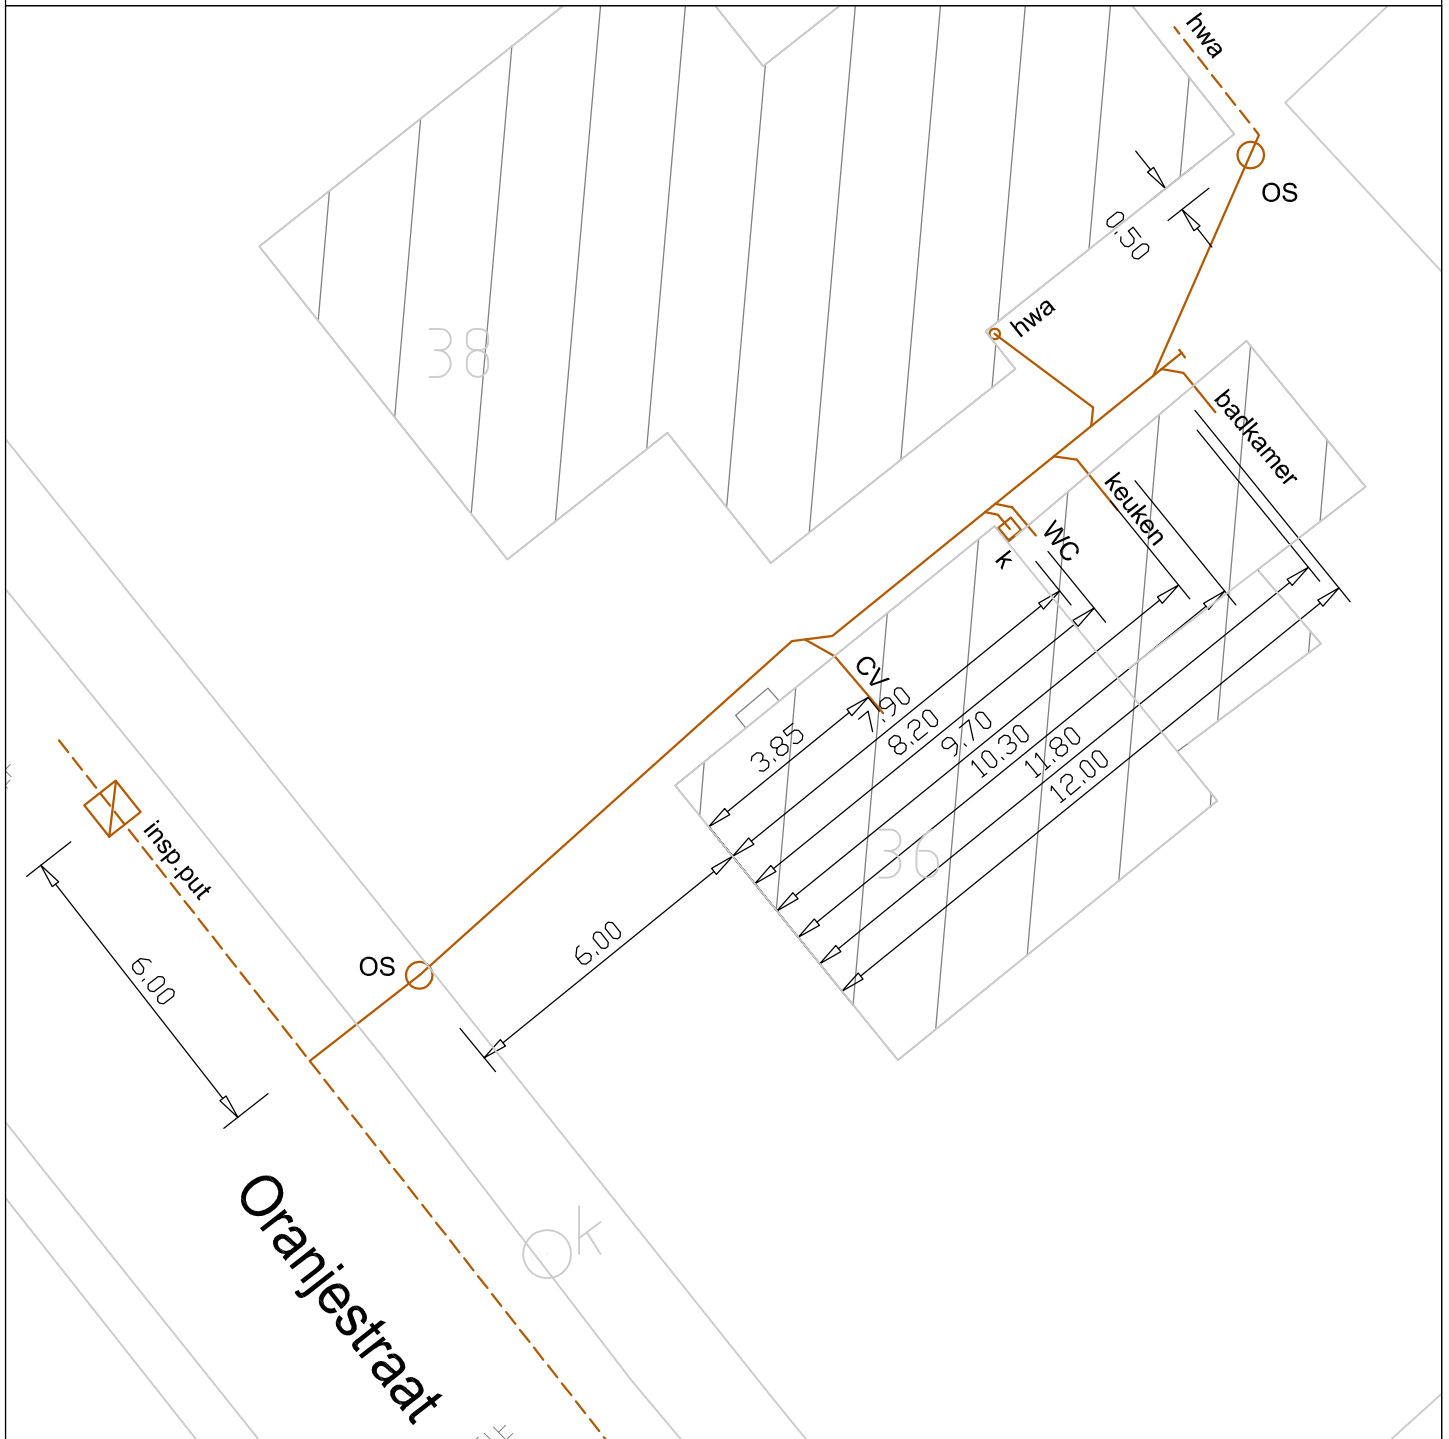 hwa
OS
0.50
hwa
38
badkamer
keuken
WC
k
CV
7.90
3.85
8.20
9.70
10.30
11.80
12.00
36
insp.put
6.00
OS
6.00
k
Oranjestraat